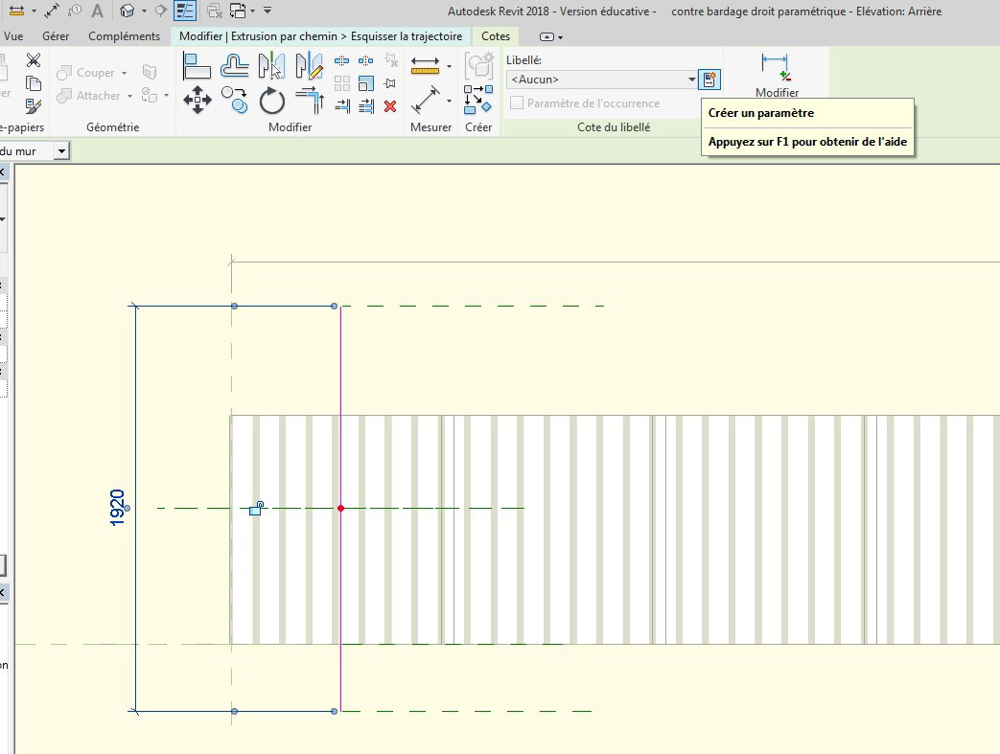 Autodesk Revit 2018 - Version éducative - contre bardage droit paramétrique - Elévation: Arrière
Vue Gérer Compléments Modifier | Extrusion par chemin > Esquisser la trajectoire Cotes
Libellé:
Couper
<Aucun>
Attacher
Paramètre de l'occurrence
Modifier
e-papiers Géométrie Modifier Mesurer Créer Cote du libellé
Créer un paramètre
Appuyez sur F1 pour obtenir de l'aide
du mur
1920
on